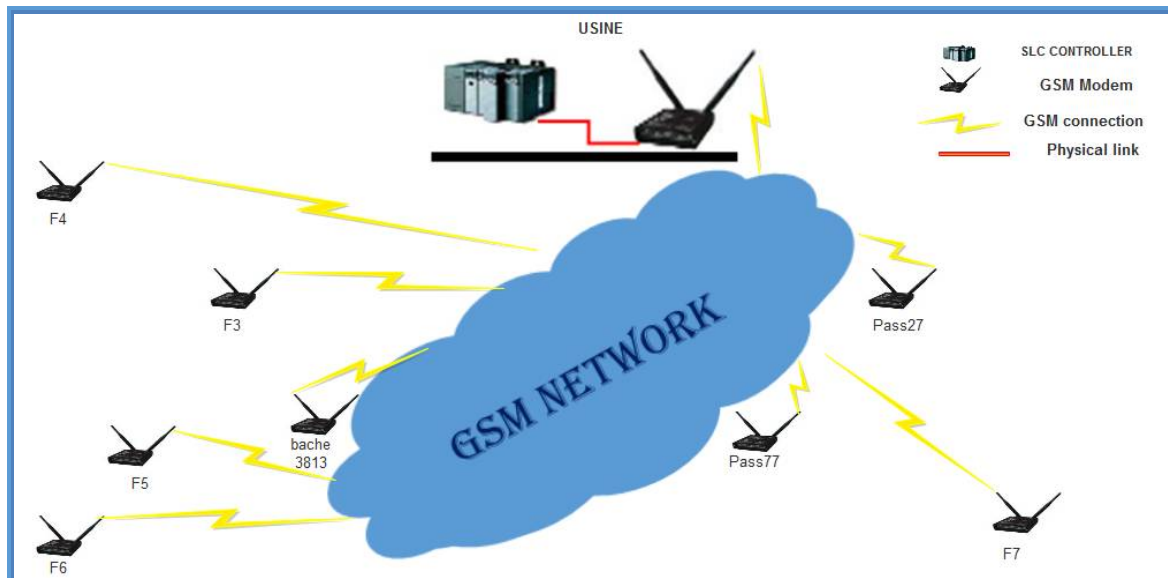 USINE
SLC CONTROLLER
GSM Modem
GSM connection
Physical link
F4
F3
Pass27
GSM NETWORK
bache
3813
Pass77
F5
F7
F6